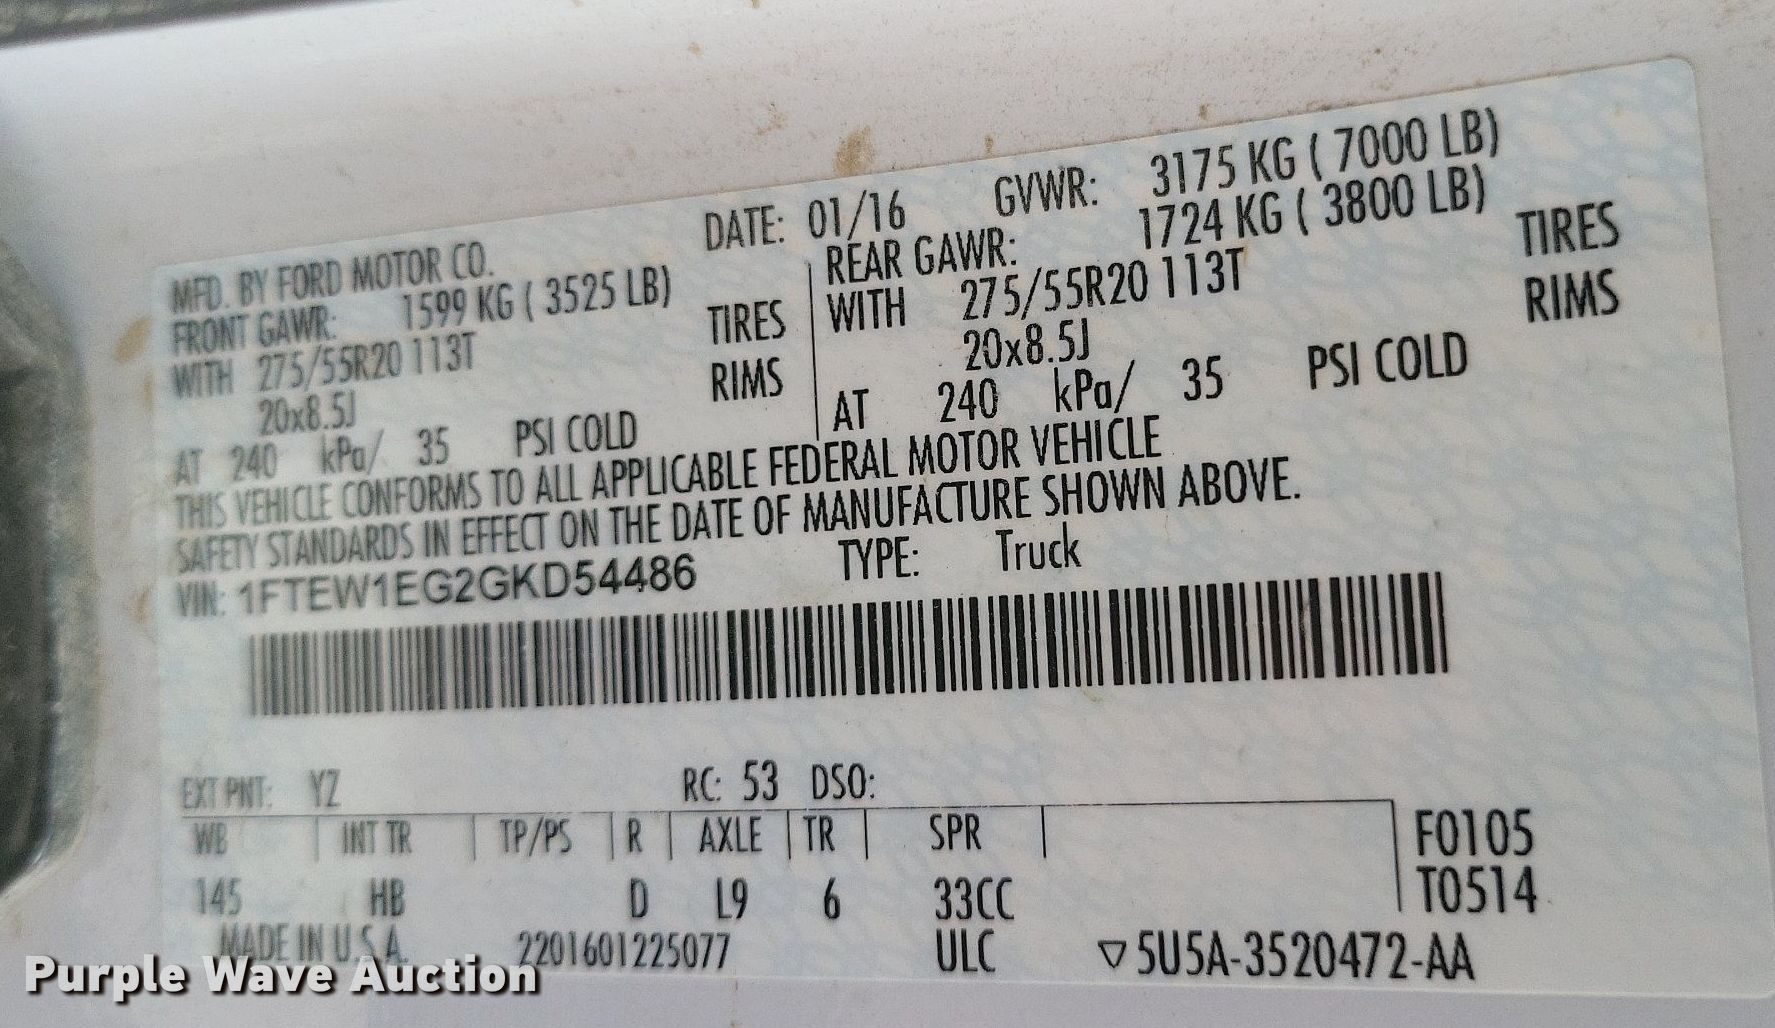 MFD. BY FORD MOTOR CO. DATE: 01/16 GVWR: 3175 KG ( 7000 LB)
FRONT GAWR: 1599 KG ( 3525 LB) REAR GAWR: 1724 KG ( 3800 LB)
WITH 275/55R20 113T TIRES WITH 275/55R20 113T TIRES
20x8.5J RIMS 20x8.5J RIMS
AT 240 kPa/ 35 PSI COLD AT 240 kPa/ 35 PSI COLD
THIS VEHICLE CONFORMS TO ALL APPLICABLE FEDERAL MOTOR VEHICLE
SAFETY STANDARDS IN EFFECT ON THE DATE OF MANUFACTURE SHOWN ABOVE.
VIN: 1FTEW1EG2GKD54486 TYPE: Truck
EXT PNT: YZ RC: 53 DSO:
WB INT TR TP/PS R AXLE TR SPR F0105
145 HB D L9 6 33CC T0514
MADE IN U.S.A. 2201601225077 ULC ▽5U5A-3520472-AA
Purple Wave Auction